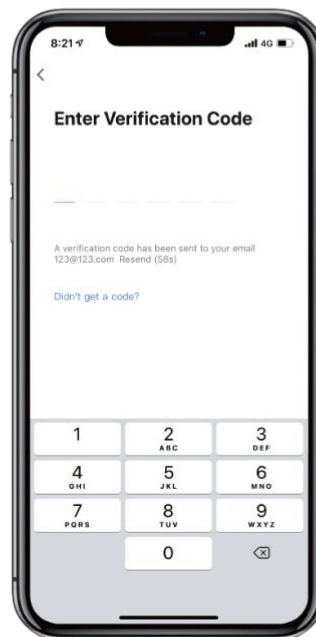 8:21
4G
Enter Verification Code
A verification code has been sent to your email
123@123.com Resend (58s)
Didn't get a code?
1
2
ABC
3
DEF
4
GHI
5
JKL
6
MNO
7
PQRS
8
TUV
9
WXYZ
0